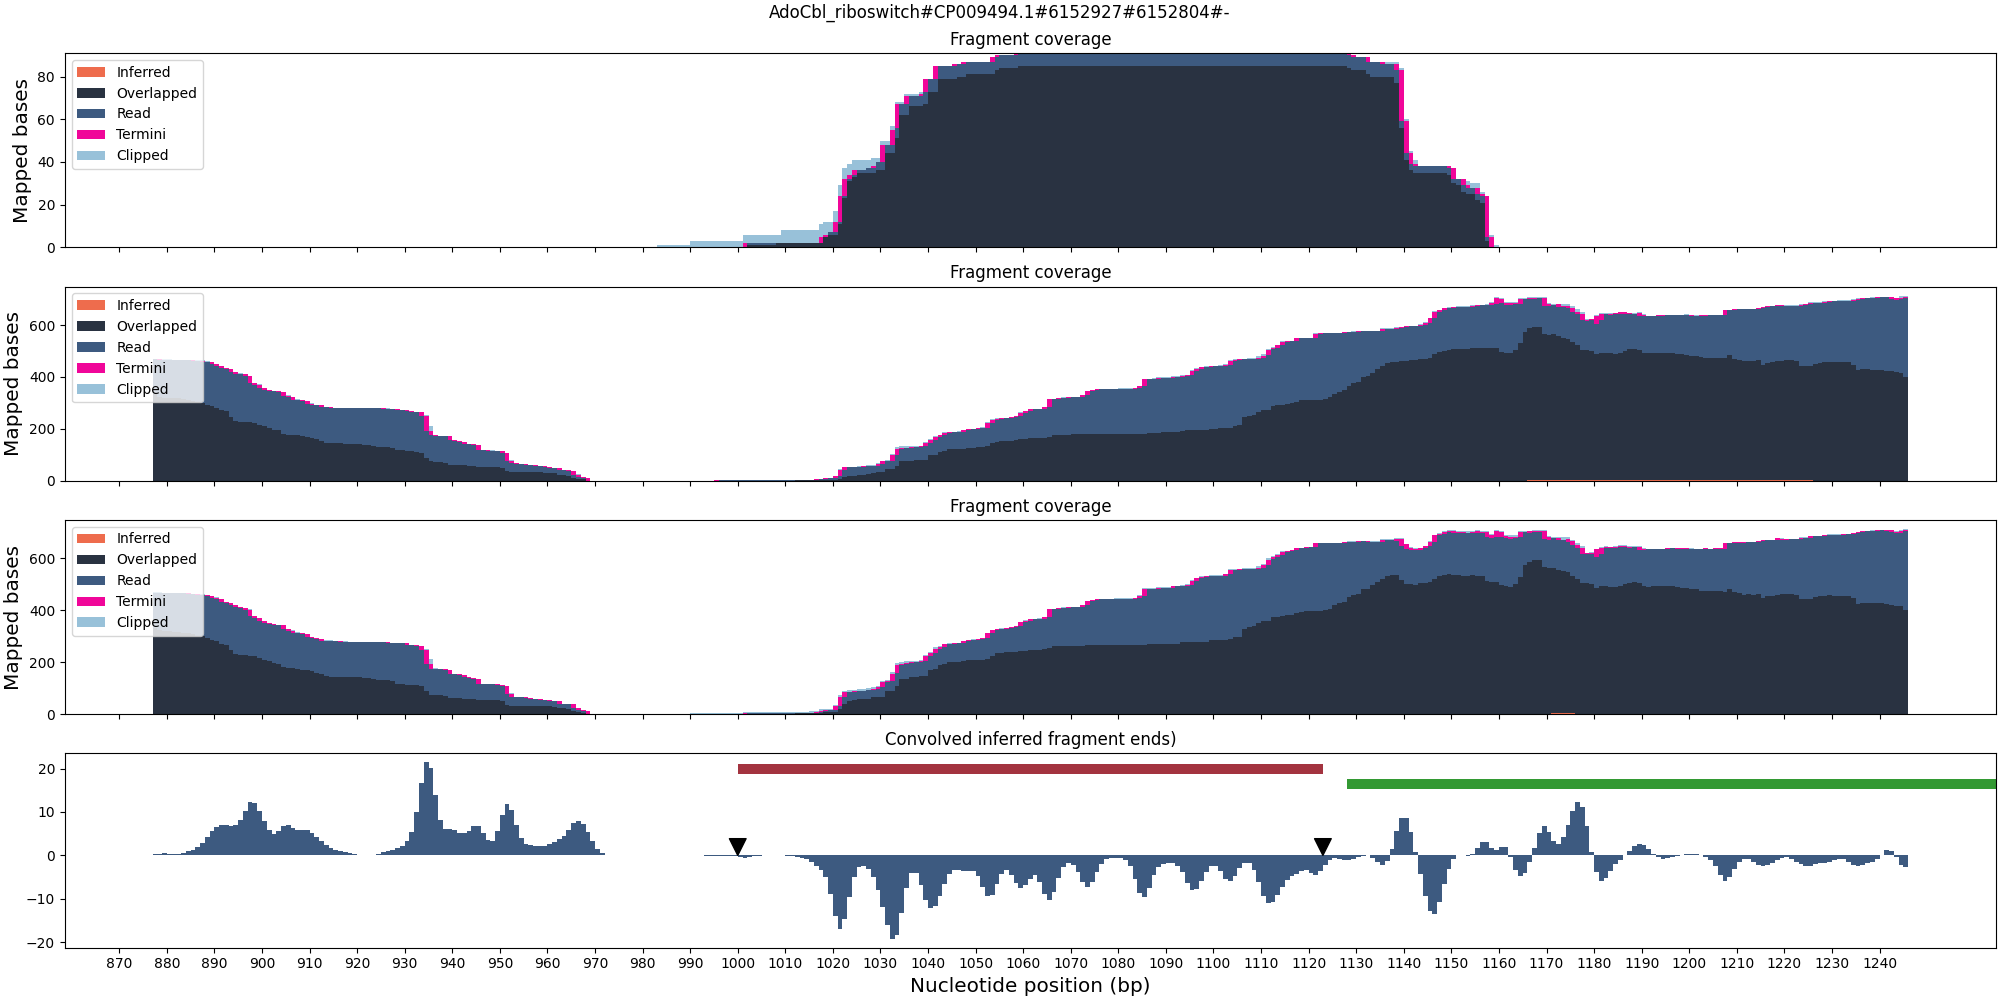 AdoCbl_riboswitch#CP009494.1#6152927#6152804#-
Fragment coverage
Mapped bases
80
60
40
20
0
Inferred
Overlapped
Read
Termini
Clipped
Fragment coverage
Mapped bases
600
400
200
0
Inferred
Overlapped
Read
Termini
Clipped
Fragment coverage
Mapped bases
600
400
200
0
Inferred
Overlapped
Read
Termini
Clipped
Convolved inferred fragment ends)
20
10
0
−10
−20
870 880 890 900 910 920 930 940 950 960 970 980 990 1000 1010 1020 1030 1040 1050 1060 1070 1080 1090 1100 1110 1120 1130 1140 1150 1160 1170 1180 1190 1200 1210 1220 1230 1240
Nucleotide position (bp)